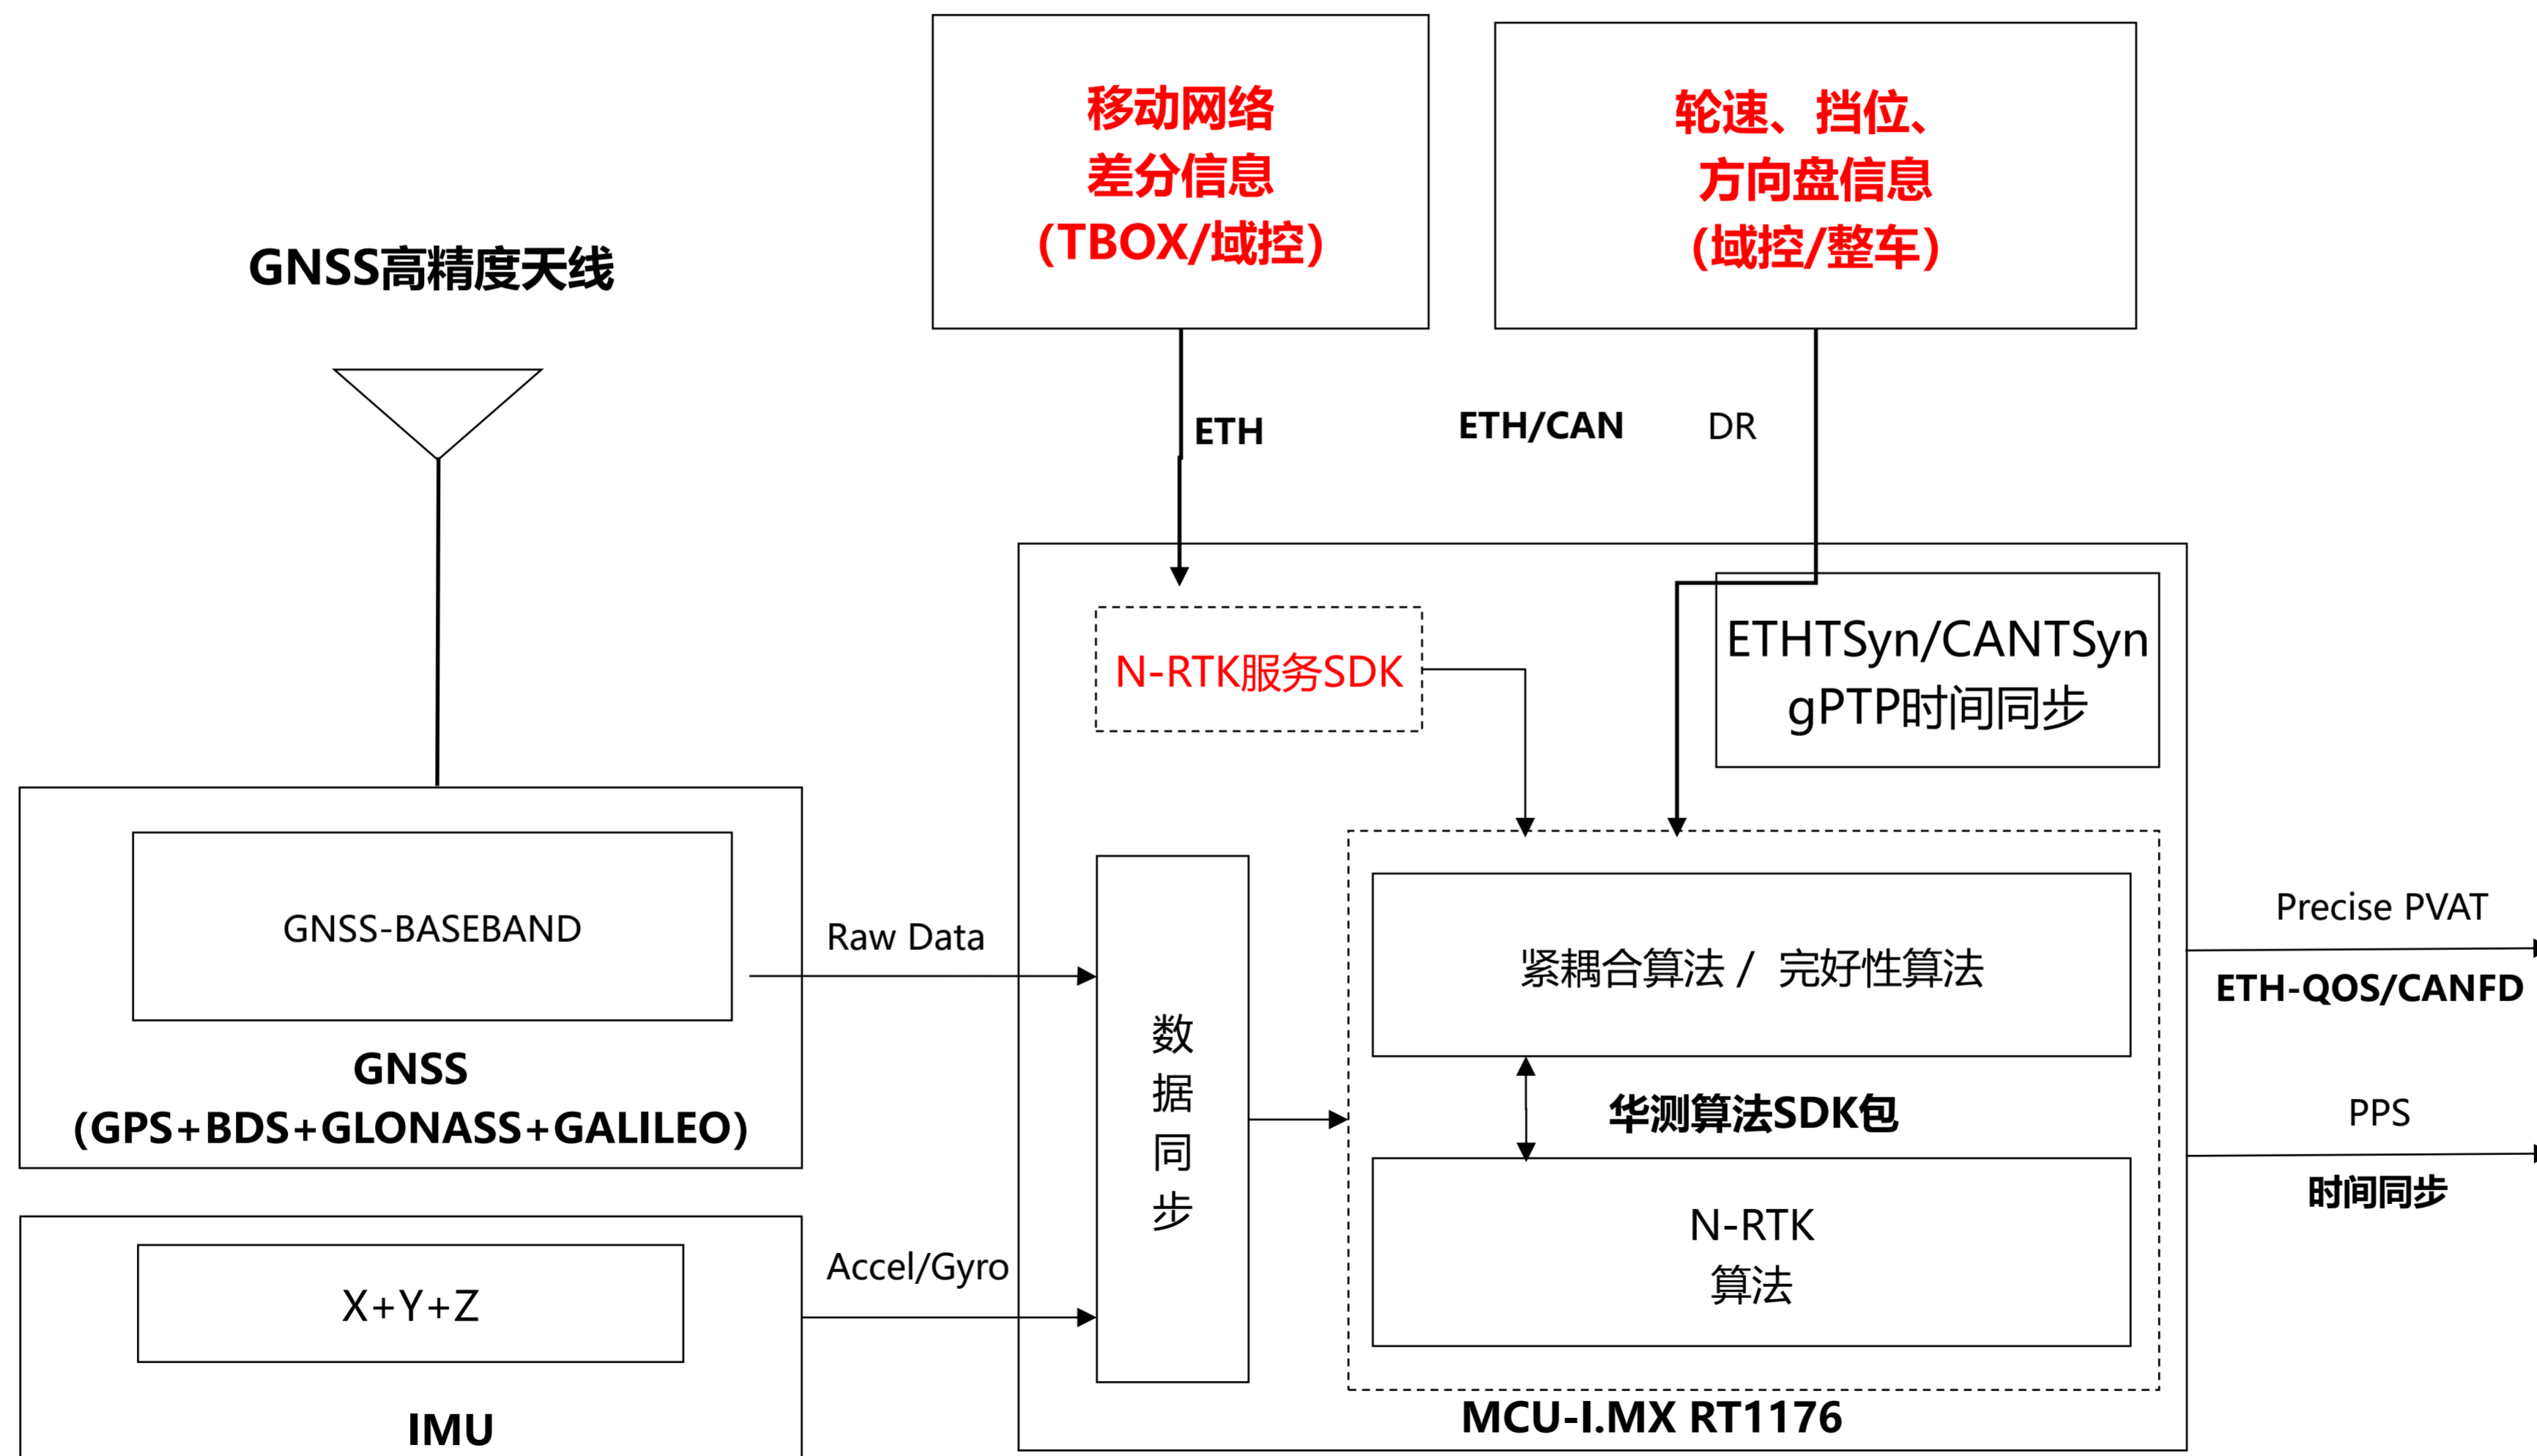 移动网络
差分信息
（TBOX/域控）
轮速、挡位、
方向盘信息
（域控/整车）
GNSS高精度天线
ETH
ETH/CAN
DR
N-RTK服务SDK
ETHTSyn/CANTSyn
gPTP时间同步
GNSS-BASEBAND
GNSS
（GPS+BDS+GLONASS+GALILEO）
Raw Data
数
据
同
步
紧耦合算法 / 完好性算法
华测算法SDK包
N-RTK
算法
Precise PVAT
ETH-QOS/CANFD
PPS
时间同步
X+Y+Z
IMU
Accel/Gyro
MCU-I.MX RT1176